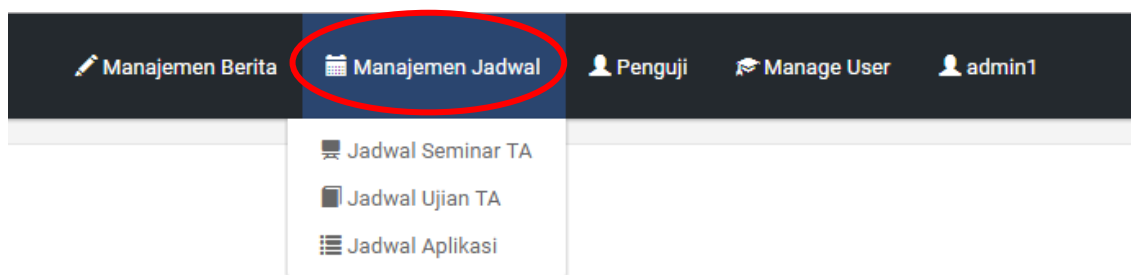 Manajemen Berita Manajemen Jadwal Penguji Manage User admin1
Jadwal Seminar TA
Jadwal Ujian TA
Jadwal Aplikasi